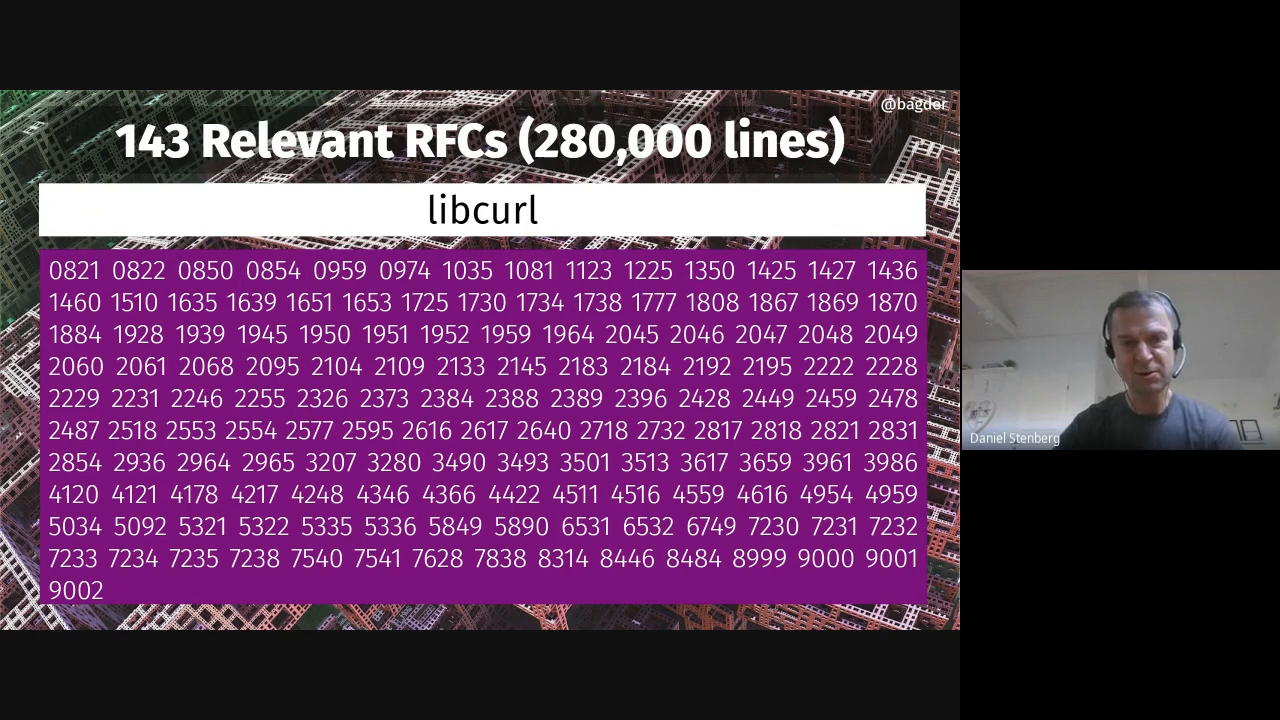 @bagder
143 Relevant RFCs (280,000 lines)
libcurl
0821 0822 0850 0854 0959 0974 1035 1081 1123 1225 1350 1425 1427 1436
1460 1510 1635 1639 1651 1653 1725 1730 1734 1738 1777 1808 1867 1869 1870
1884 1928 1939 1945 1950 1951 1952 1959 1964 2045 2046 2047 2048 2049
2060 2061 2068 2095 2104 2109 2133 2145 2183 2184 2192 2195 2222 2228
2229 2231 2246 2255 2326 2373 2384 2388 2389 2396 2428 2449 2459 2478
2487 2518 2553 2554 2577 2595 2616 2617 2640 2718 2732 2817 2818 2821 2831
2854 2936 2964 2965 3207 3280 3490 3493 3501 3513 3617 3659 3961 3986
4120 4121 4178 4217 4248 4346 4366 4422 4511 4516 4559 4616 4954 4959
5034 5092 5321 5322 5335 5336 5849 5890 6531 6532 6749 7230 7231 7232
7233 7234 7235 7238 7540 7541 7628 7838 8314 8446 8484 8999 9000 9001
9002
Daniel Stenberg